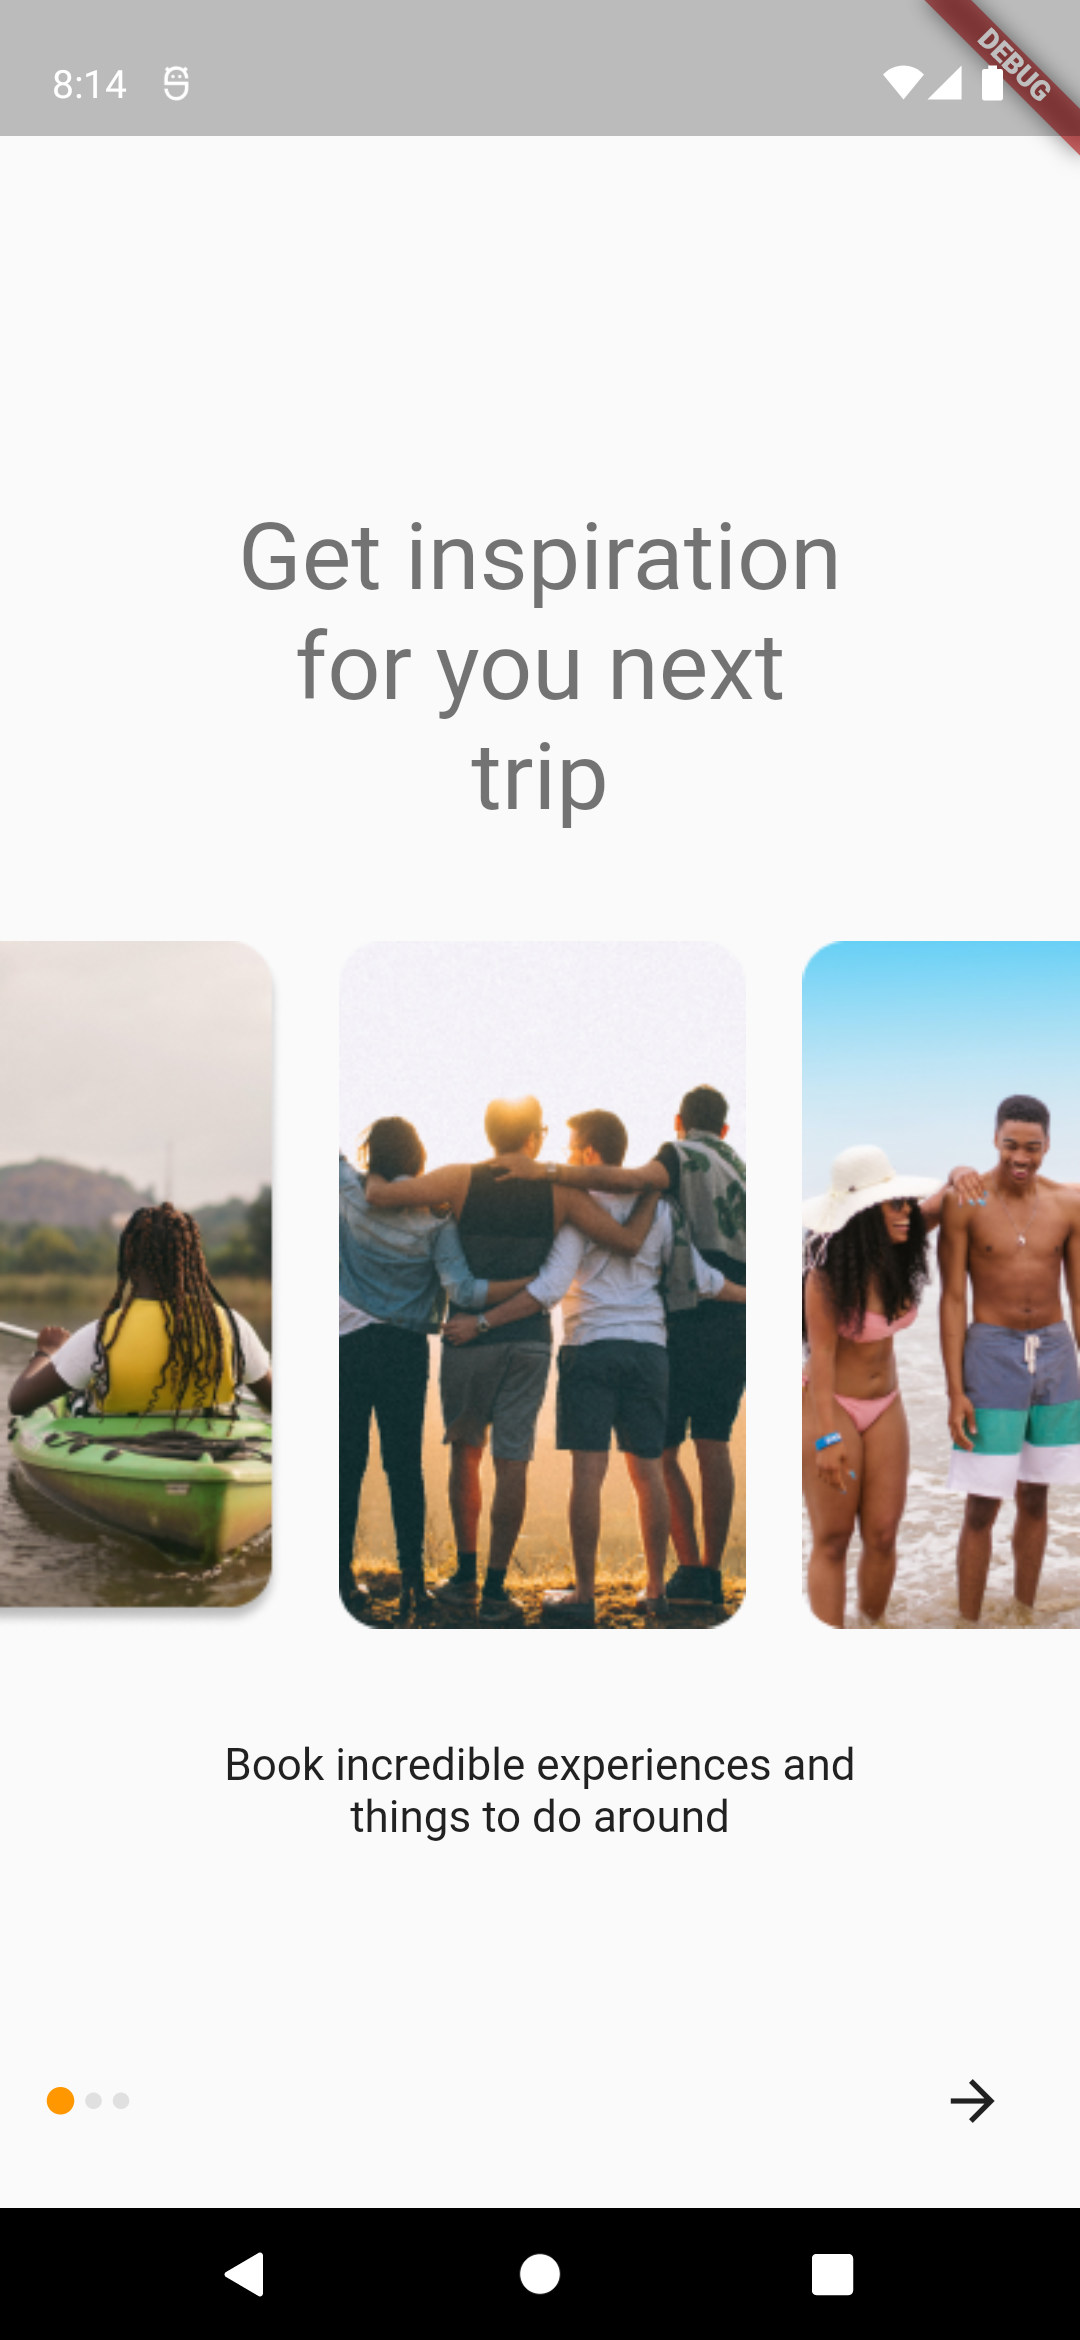 8:14
DEBUG
Get inspiration
for you next
trip
Book incredible experiences and
things to do around